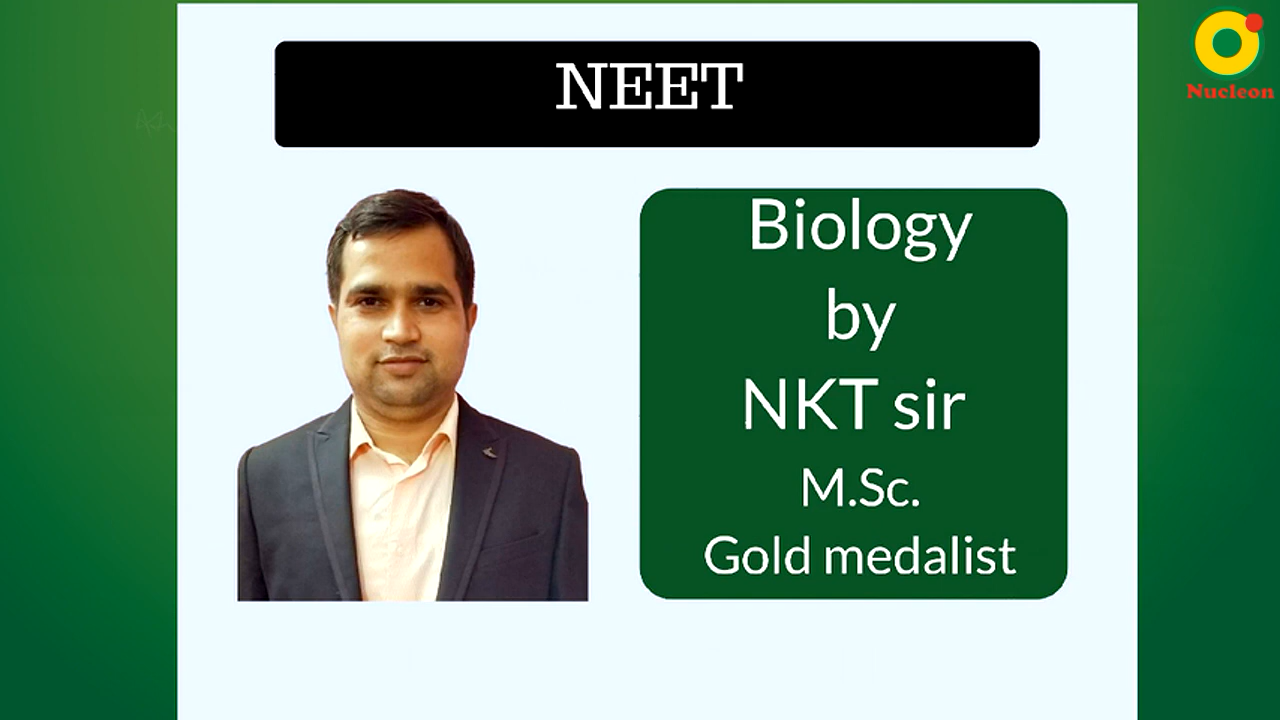 NEET
Nucleon
Biology
by
NKT sir
M.Sc.
Gold medalist